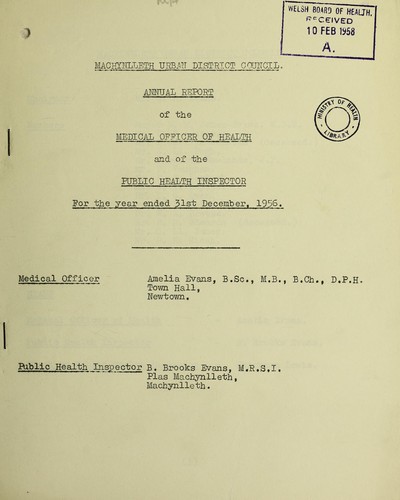 WELSH BOARD OF HEALTH.
RECEIVED
10 FEB 1958
A.
MACHYNLLETH URBAN DISTRICT COUNCIL.
ANNUAL REPORT
of the
MINISTRY OF HEALTH
LIBRARY
MEDICAL OFFICER OF HEALTH
and of the
PUBLIC HEALTH INSPECTOR
For the year ended 31st December, 1956.
Medical Officer Amelia Evans, B.Sc., M.B., B.Ch., D.P.H.
Town Hall,
Newtown.
Public Health Inspector B. Brooks Evans, M.R.S.I.
Plas Machynlleth,
Machynlleth.